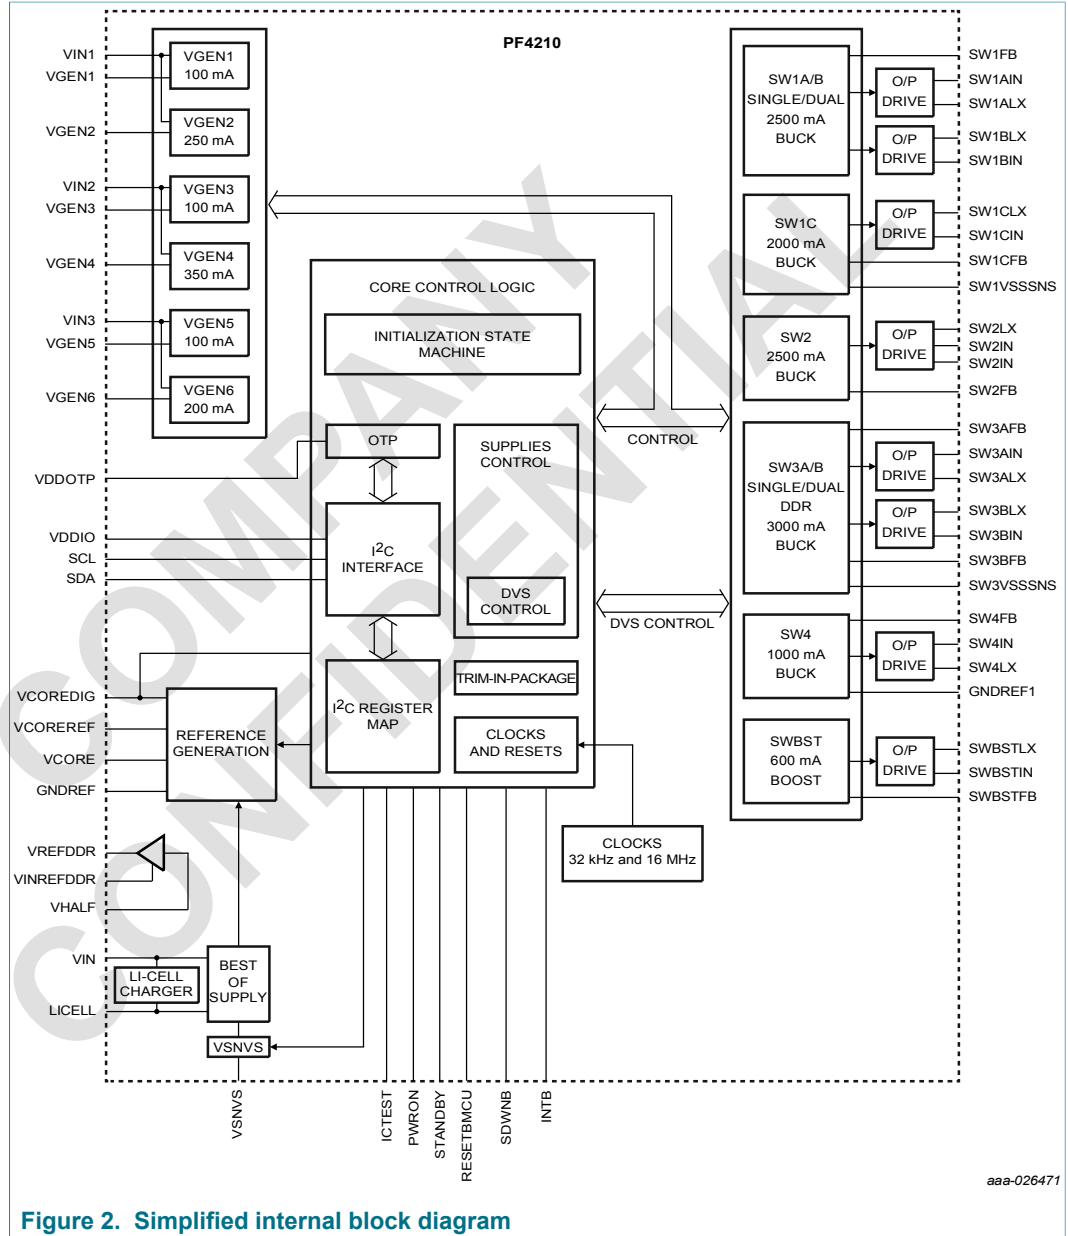 PF4210
VIN1
VGEN1
VGEN2
VIN2
VGEN3
VGEN4
VIN3
VGEN5
VGEN6
VDDOTP
VDDIO
SCL
SDA
VCOREDIG
VCOREREF
VCORE
GNDREF
VREFDDR
VINREFDDR
VHALF
VIN
LICELL
VGEN1
100 mA
VGEN2
250 mA
VGEN3
100 mA
VGEN4
350 mA
VGEN5
100 mA
VGEN6
200 mA
CORE CONTROL LOGIC
INITIALIZATION STATE
MACHINE
OTP
SUPPLIES
CONTROL
I2C
INTERFACE
DVS
CONTROL
I2C REGISTER
MAP
TRIM-IN-PACKAGE
CLOCKS
AND RESETS
REFERENCE
GENERATION
CLOCKS
32 kHz and 16 MHz
LI-CELL
CHARGER
BEST
OF
SUPPLY
VSNVS
CONTROL
DVS CONTROL
SW1A/B
SINGLE/DUAL
2500 mA
BUCK
O/P
DRIVE
O/P
DRIVE
SW1C
2000 mA
BUCK
O/P
DRIVE
SW2
2500 mA
BUCK
O/P
DRIVE
SW3A/B
SINGLE/DUAL
DDR
3000 mA
BUCK
O/P
DRIVE
O/P
DRIVE
SW4
1000 mA
BUCK
O/P
DRIVE
SWBST
600 mA
BOOST
O/P
DRIVE
SW1FB
SW1AIN
SW1ALX
SW1BLX
SW1BIN
SW1CLX
SW1CIN
SW1CFB
SW1VSSSNS
SW2LX
SW2IN
SW2IN
SW2FB
SW3AFB
SW3AIN
SW3ALX
SW3BLX
SW3BIN
SW3BFB
SW3VSSSNS
SW4FB
SW4IN
SW4LX
GNDREF1
SWBSTLX
SWBSTIN
SWBSTFB
VSNVS
ICTEST
PWRON
STANDBY
RESETBMCU
SDWNB
INTB
COMPANY
CONFIDENTIAL
aaa-026471
Figure 2. Simplified internal block diagram